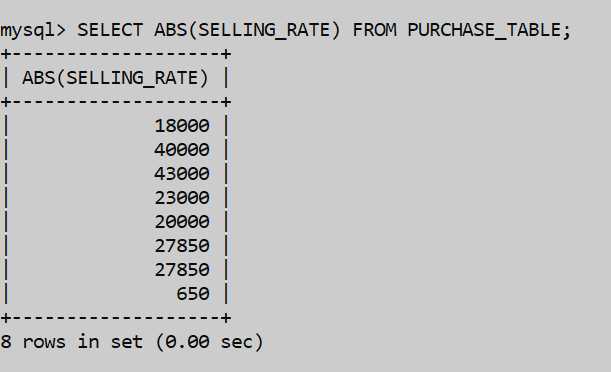 mysql> SELECT ABS(SELLING_RATE) FROM PURCHASE_TABLE;
+-------------------+
| ABS(SELLING_RATE) |
+-------------------+
|             18000 |
|             40000 |
|             43000 |
|             23000 |
|             20000 |
|             27850 |
|             27850 |
|               650 |
+-------------------+
8 rows in set (0.00 sec)